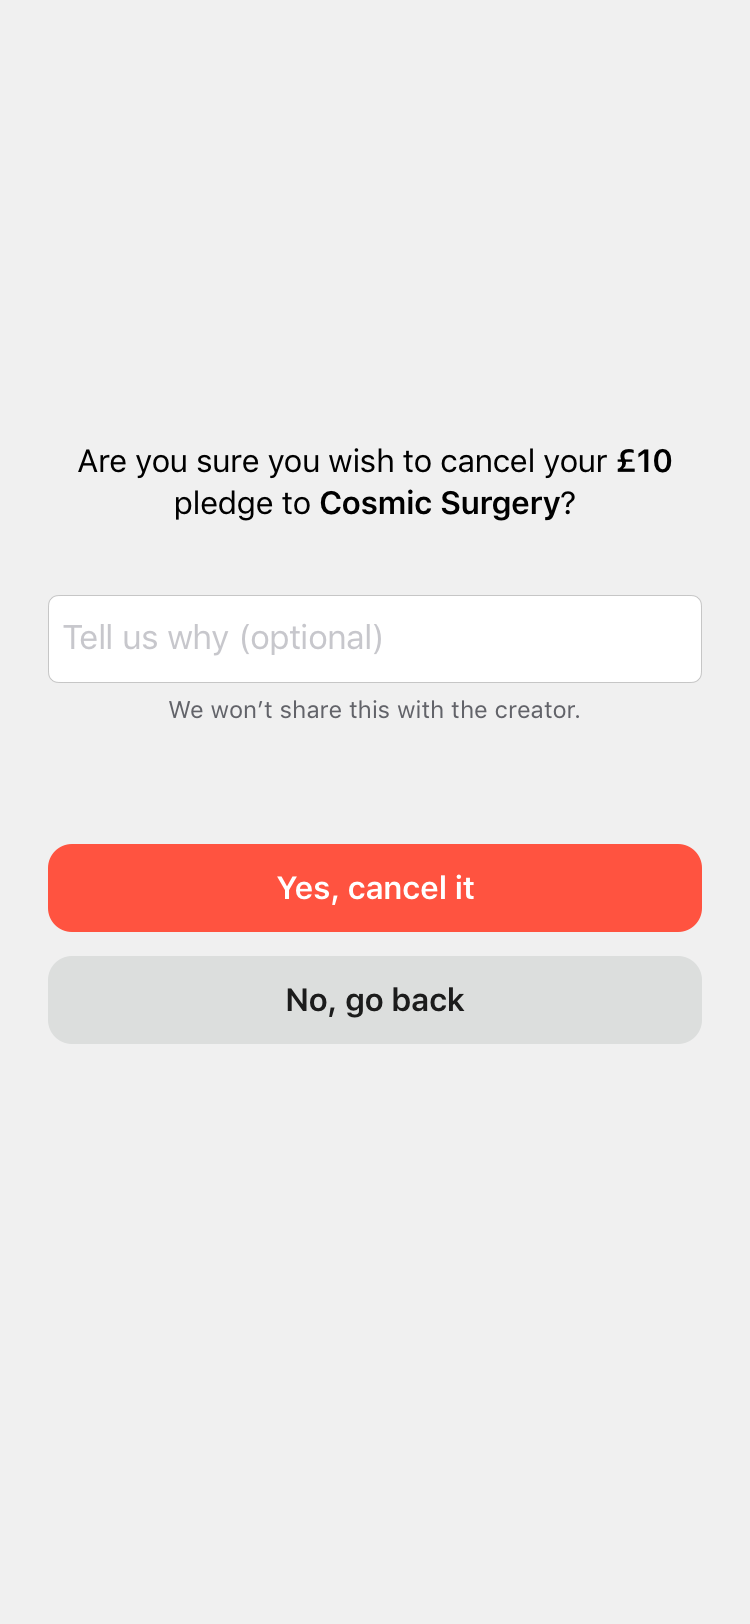 Are you sure you wish to cancel your £10
pledge to Cosmic Surgery?
Tell us why (optional)
We won’t share this with the creator.
Yes, cancel it
No, go back